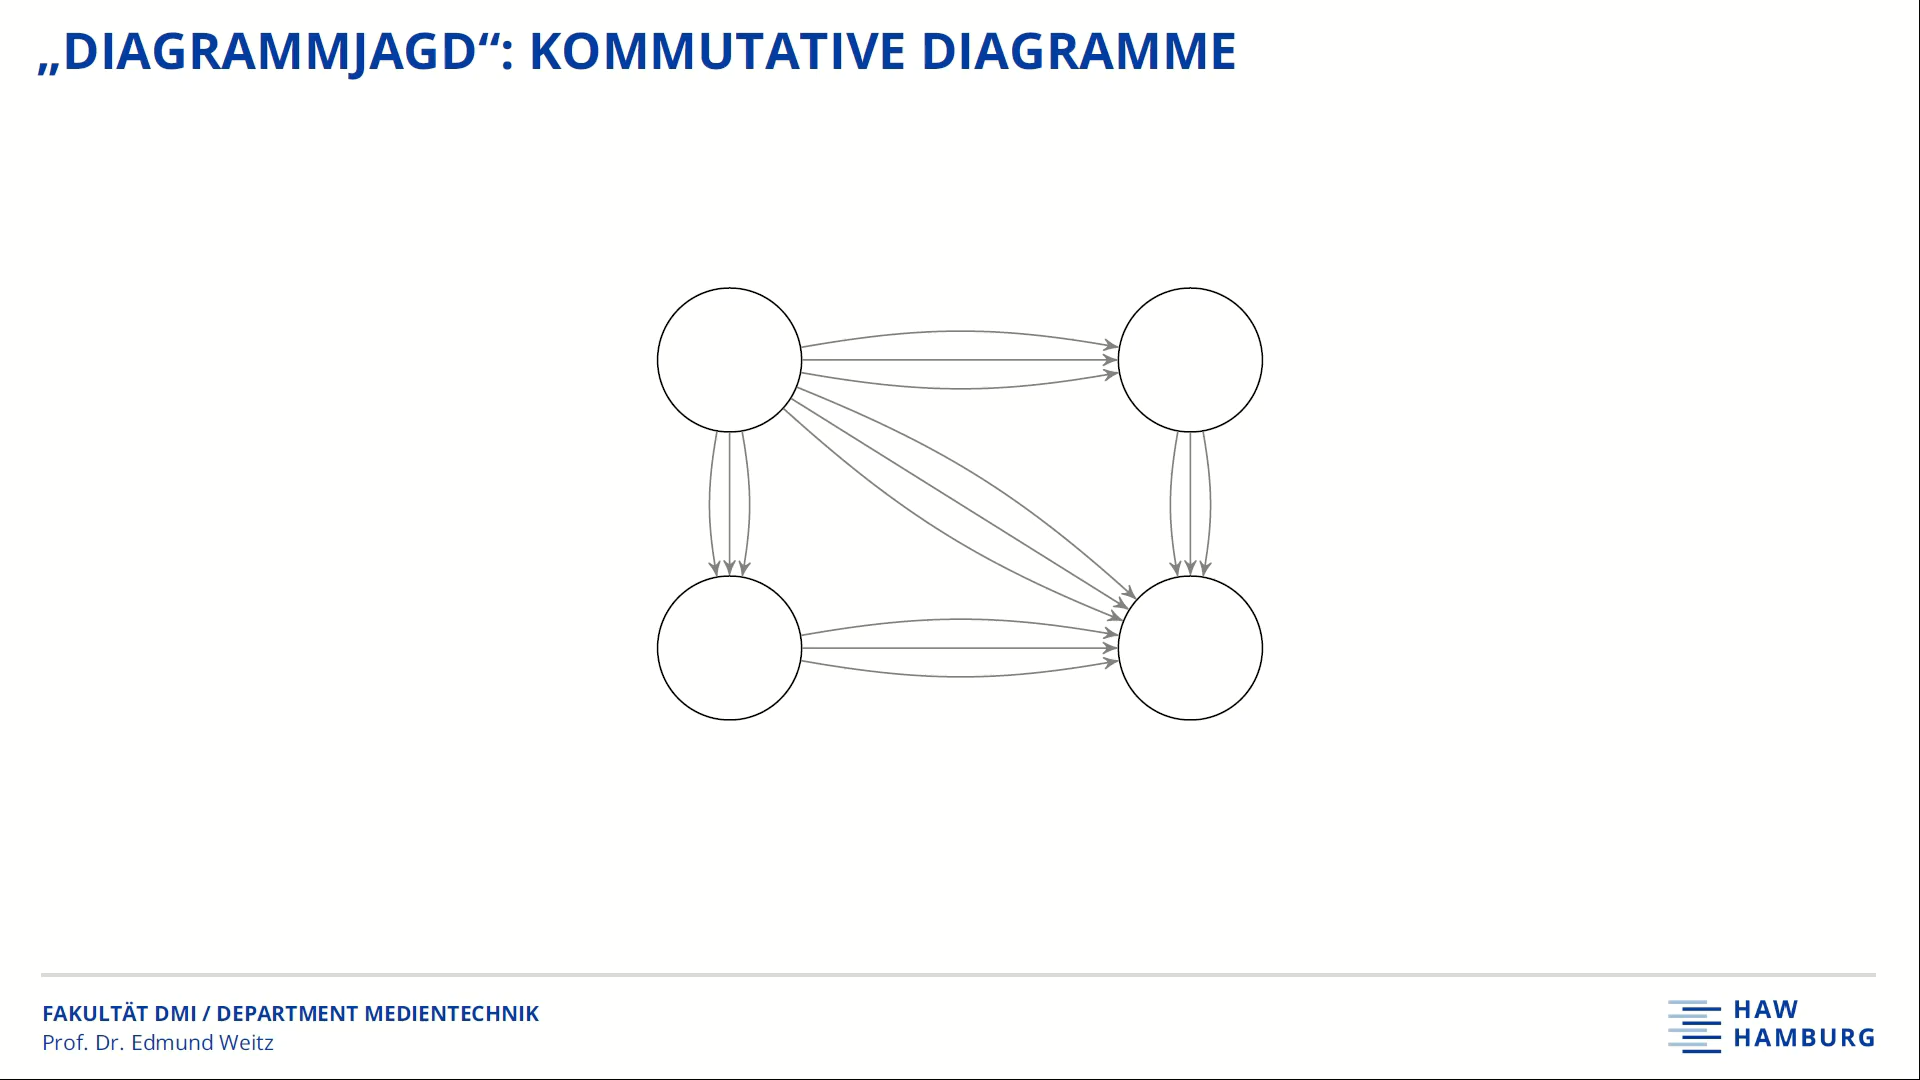 „DIAGRAMMJAGD“: KOMMUTATIVE DIAGRAMME
FAKULTÄT DMI / DEPARTMENT MEDIENTECHNIK
Prof. Dr. Edmund Weitz
HAW
HAMBURG